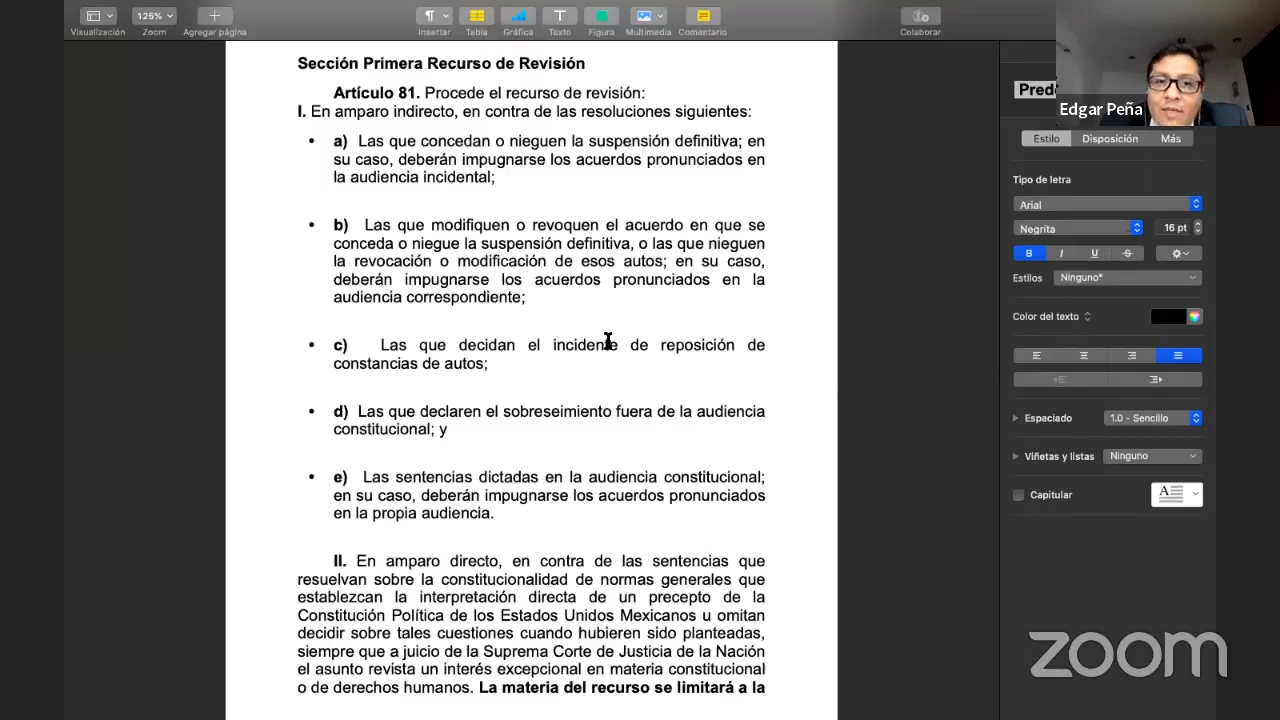 125%
Visualización
Zoom
Agregar página
Insertar
Tabla
Gráfica
Texto
Figura
Multimedia
Comentario
Colaborar
Sección Primera Recurso de Revisión
Artículo 81. Procede el recurso de revisión:
I. En amparo indirecto, en contra de las resoluciones siguientes:
• a) Las que concedan o nieguen la suspensión definitiva; en
su caso, deberán impugnarse los acuerdos pronunciados en
la audiencia incidental;
• b) Las que modifiquen o revoquen el acuerdo en que se
conceda o niegue la suspensión definitiva, o las que nieguen
la revocación o modificación de esos autos; en su caso,
deberán impugnarse los acuerdos pronunciados en la
audiencia correspondiente;
• c) Las que decidan el incidente de reposición de
constancias de autos;
• d) Las que declaren el sobreseimiento fuera de la audiencia
constitucional; y
• e) Las sentencias dictadas en la audiencia constitucional;
en su caso, deberán impugnarse los acuerdos pronunciados
en la propia audiencia.
II. En amparo directo, en contra de las sentencias que
resuelvan sobre la constitucionalidad de normas generales que
establezcan la interpretación directa de un precepto de la
Constitución Política de los Estados Unidos Mexicanos u omitan
decidir sobre tales cuestiones cuando hubieren sido planteadas,
siempre que a juicio de la Suprema Corte de Justicia de la Nación
el asunto revista un interés excepcional en materia constitucional
o de derechos humanos. La materia del recurso se limitará a la
Edgar Peña
Estilo
Disposición
Más
Tipo de letra
Arial
Negrita
16 pt
B I U S
Estilos
Ninguno*
Color del texto
Espaciado
1.0 - Sencillo
Viñetas y listas
Ninguno
Capitular
A
zoom